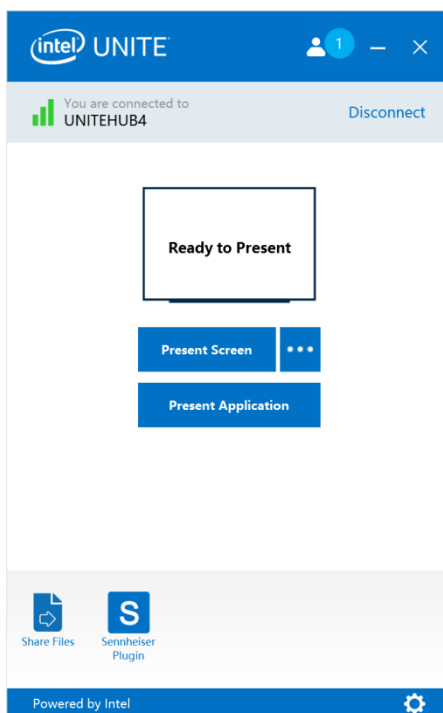 intel UNITE
1
You are connected to
UNITEHUB4
Disconnect
Ready to Present
Present Screen
Present Application
Share Files
S
Sennheiser
Plugin
Powered by Intel